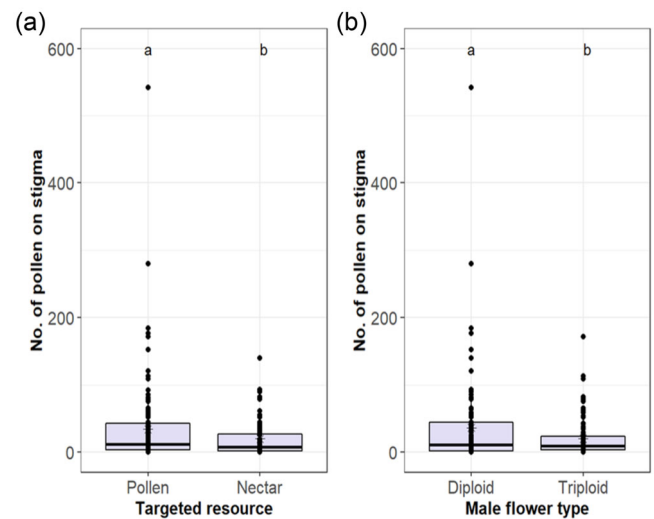 (a)
(b)
No. of pollen on stigma
600
400
200
0
a
b
Pollen
Nectar
Targeted resource
No. of pollen on stigma
600
400
200
0
a
b
Diploid
Triploid
Male flower type